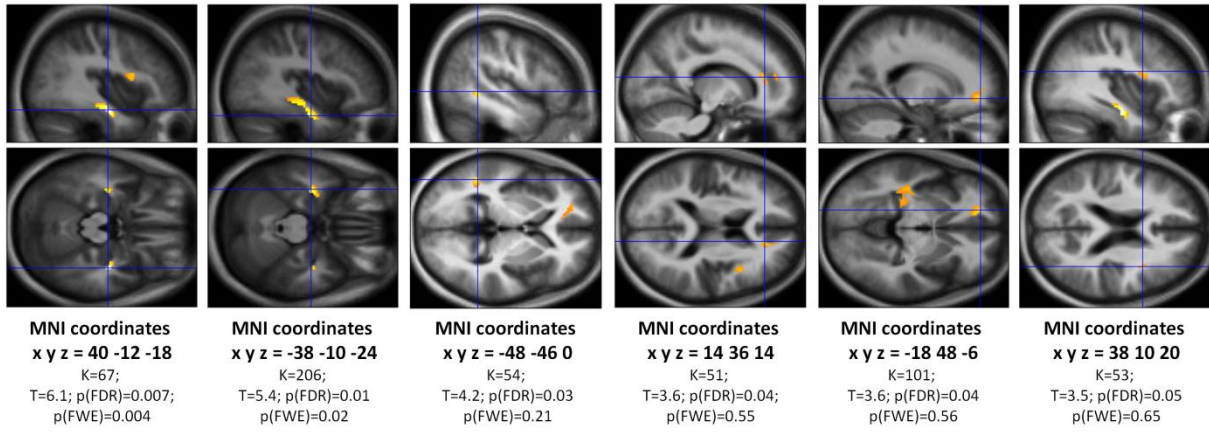 MNI coordinates
x y z = 40 -12 -18
K=67;
T=6.1; p(FDR)=0.007;
p(FWE)=0.004
MNI coordinates
x y z = -38 -10 -24
K=206;
T=5.4; p(FDR)=0.01
p(FWE)=0.02
MNI coordinates
x y z = -48 -46 0
K=54;
T=4.2; p(FDR)=0.03
p(FWE)=0.21
MNI coordinates
x y z = 14 36 14
K=51;
T=3.6; p(FDR)=0.04;
p(FWE)=0.55
MNI coordinates
x y z = -18 48 -6
K=101;
T=3.6; p(FDR)=0.04
p(FWE)=0.56
MNI coordinates
x y z = 38 10 20
K=53;
T=3.5; p(FDR)=0.05
p(FWE)=0.65